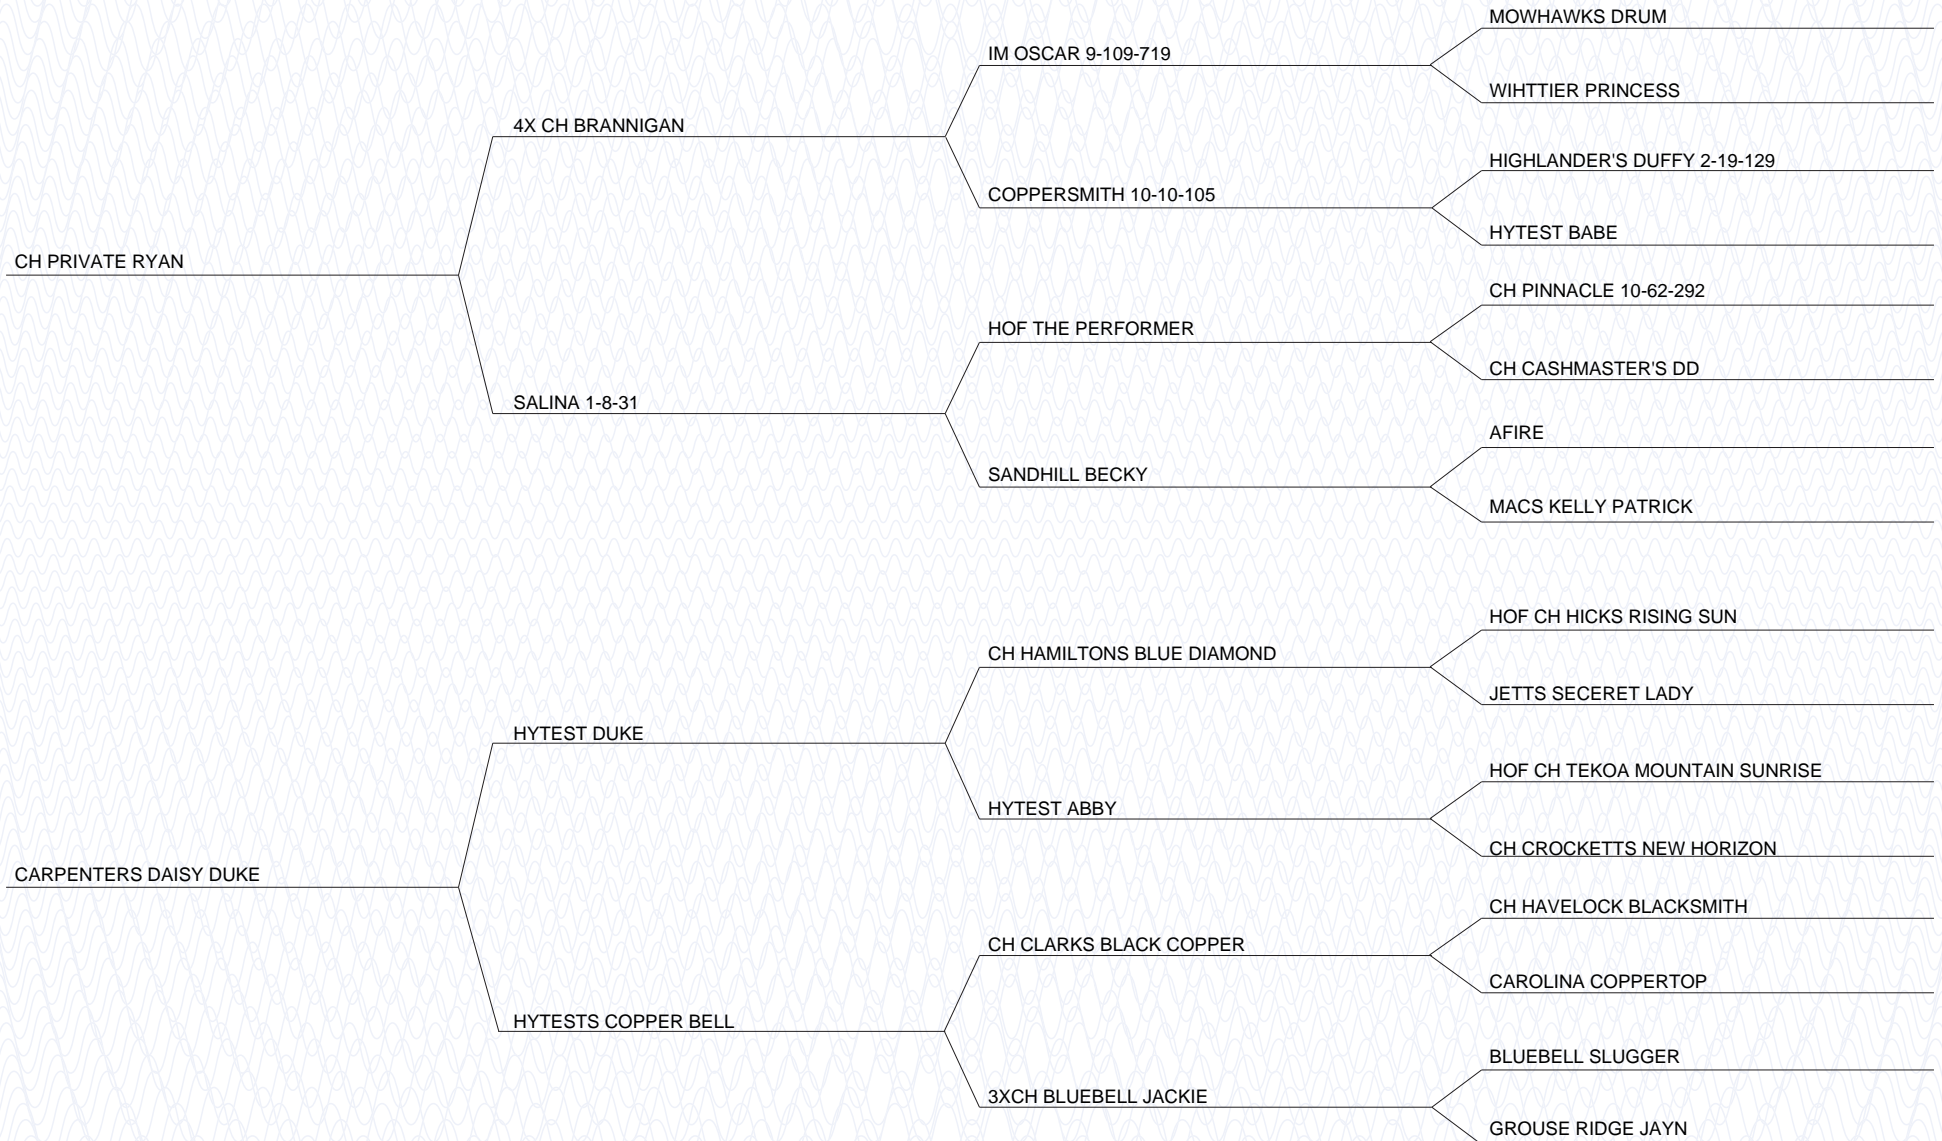 MOWHAWKS DRUM
IM OSCAR 9-109-719
WIHTTIER PRINCESS
4X CH BRANNIGAN
HIGHLANDER'S DUFFY 2-19-129
COPPERSMITH 10-10-105
HYTEST BABE
CH PRIVATE RYAN
CH PINNACLE 10-62-292
HOF THE PERFORMER
CH CASHMASTER'S DD
SALINA 1-8-31
AFIRE
SANDHILL BECKY
MACS KELLY PATRICK
HOF CH HICKS RISING SUN
CH HAMILTONS BLUE DIAMOND
JETTS SECERET LADY
HYTEST DUKE
HOF CH TEKOA MOUNTAIN SUNRISE
HYTEST ABBY
CH CROCKETTS NEW HORIZON
CARPENTERS DAISY DUKE
CH HAVELOCK BLACKSMITH
CH CLARKS BLACK COPPER
CAROLINA COPPERTOP
HYTESTS COPPER BELL
BLUEBELL SLUGGER
3XCH BLUEBELL JACKIE
GROUSE RIDGE JAYN